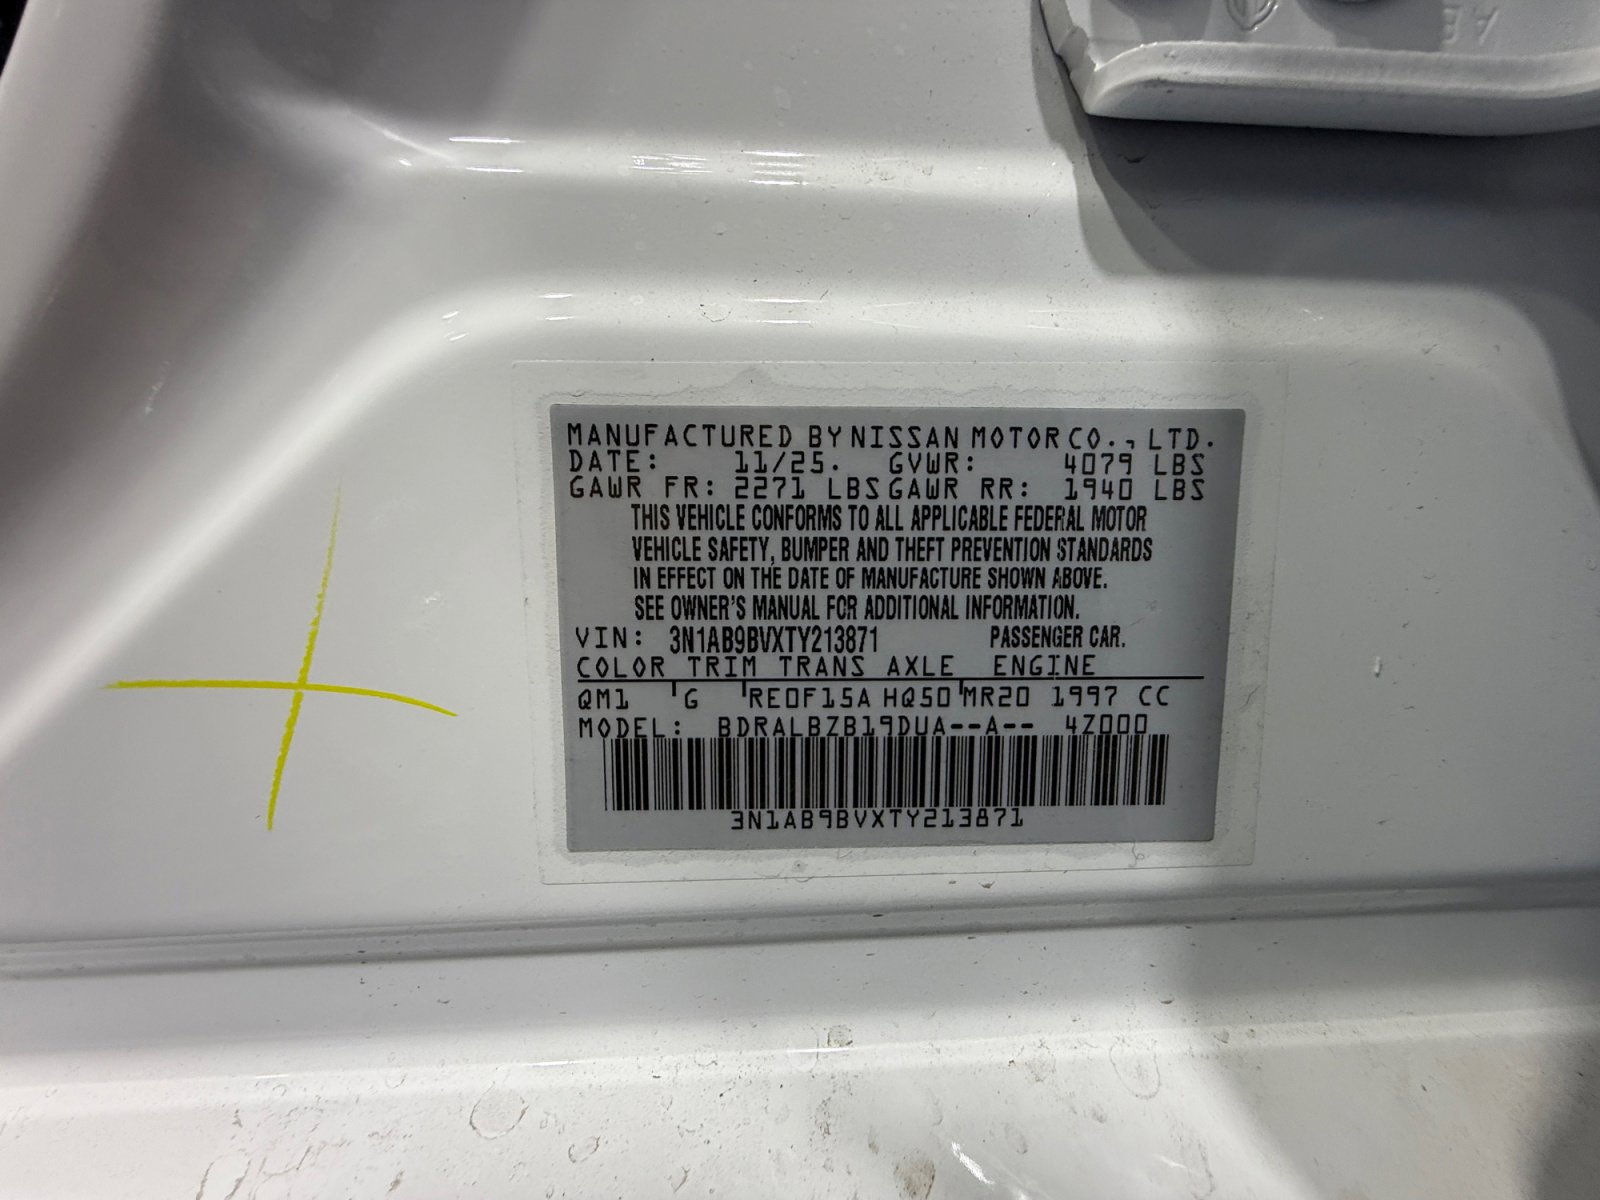 MANUFACTURED BY NISSAN MOTOR CO., LTD.
DATE: 11/25. GVWR: 4079 LBS
GAWR FR: 2271 LBS GAWR RR: 1940 LBS
THIS VEHICLE CONFORMS TO ALL APPLICABLE FEDERAL MOTOR
VEHICLE SAFETY, BUMPER AND THEFT PREVENTION STANDARDS
IN EFFECT ON THE DATE OF MANUFACTURE SHOWN ABOVE.
SEE OWNER'S MANUAL FOR ADDITIONAL INFORMATION.
VIN: 3N1AB9BVXTY213871 PASSENGER CAR.
COLOR TRIM TRANS AXLE ENGINE
QM1 G RE0F15A HQ50 MR20 1997 CC
MODEL: BDRALBZB19DUA--A-- 4Z000
3N1AB9BVXTY213871